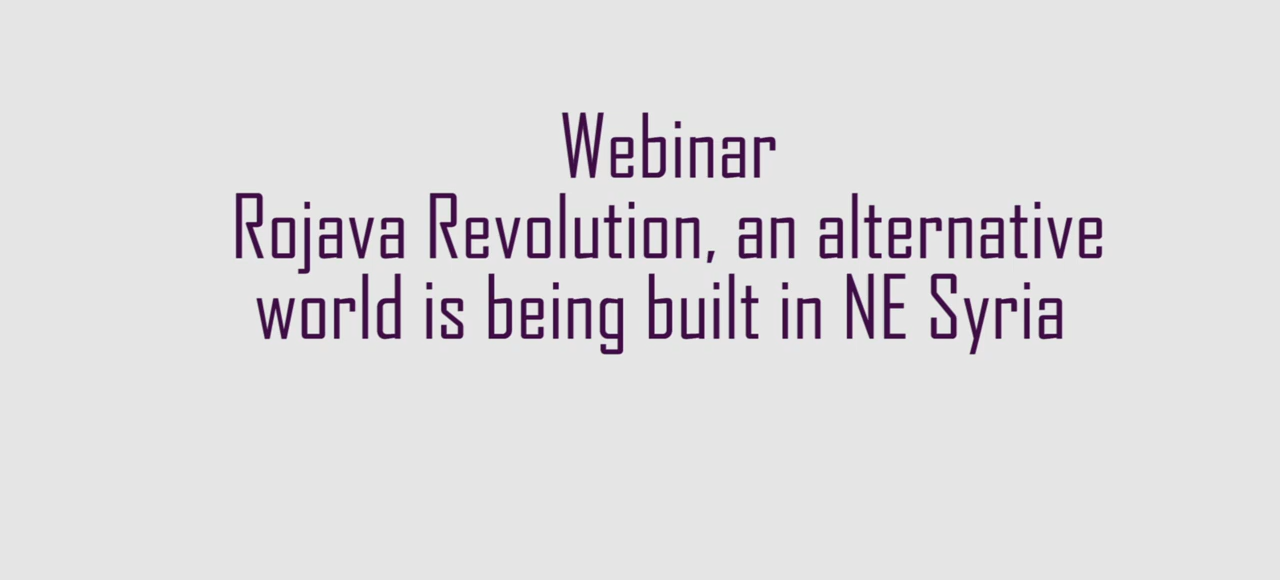 Webinar
Rojava Revolution, an alternative
world is being built in NE Syria